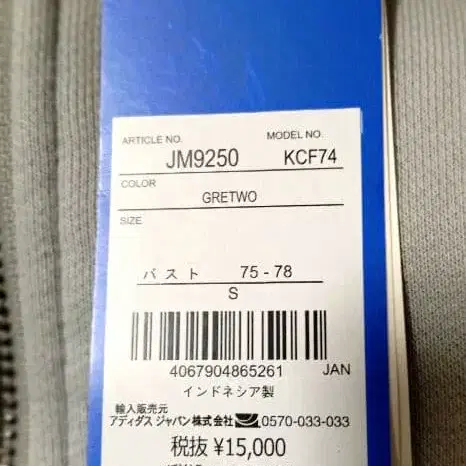 ARTICLE NO. MODEL NO.
JM9250 KCF74
COLOR
GRETWO
SIZE
バスト 75-78
S
4067904865261 JAN
インドネシア製
輸入販売元
アディダス ジャパン株式会社 0570-033-033
税抜 ¥15,000